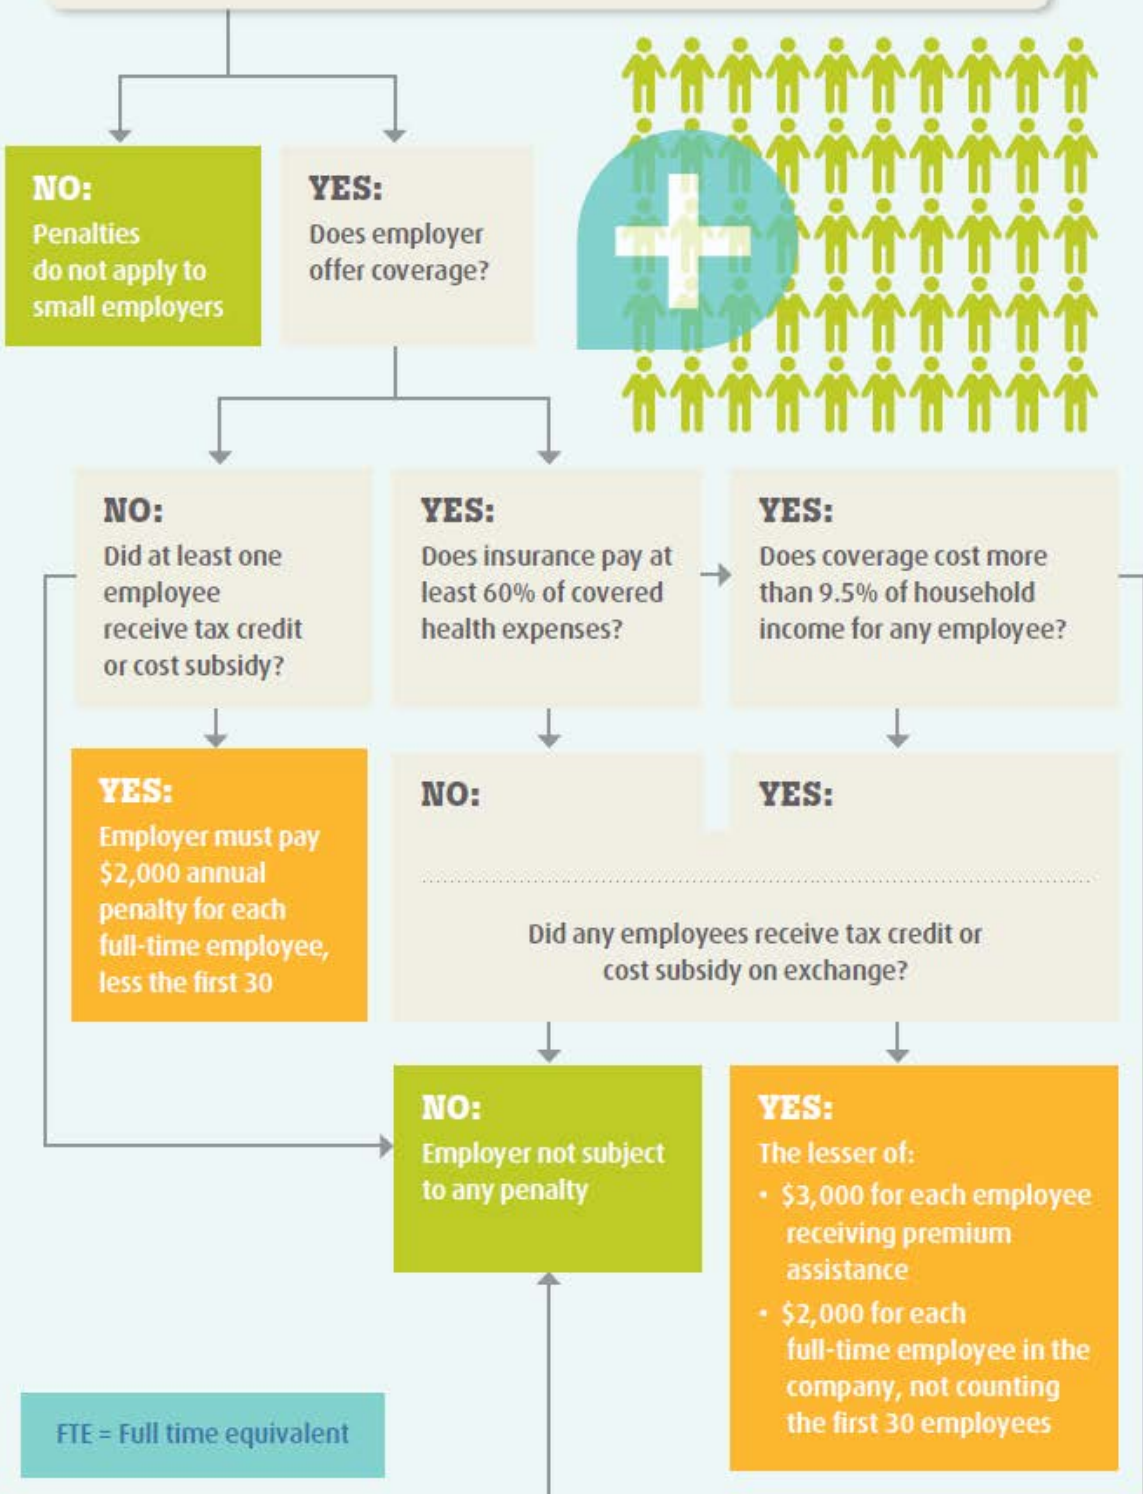 NO:
Penalties
do not apply to
small employers
YES:
Does employer
offer coverage?
NO:
Did at least one
employee
receive tax credit
or cost subsidy?
YES:
Does insurance pay at
least 60% of covered
health expenses?
YES:
Does coverage cost more
than 9.5% of household
income for any employee?
YES:
Employer must pay
$2,000 annual
penalty for each
full-time employee,
less the first 30
NO:
YES:
Did any employees receive tax credit or
cost subsidy on exchange?
NO:
Employer not subject
to any penalty
YES:
The lesser of:
• $3,000 for each employee
receiving premium
assistance
• $2,000 for each
full-time employee in the
company, not counting
the first 30 employees
FTE = Full time equivalent